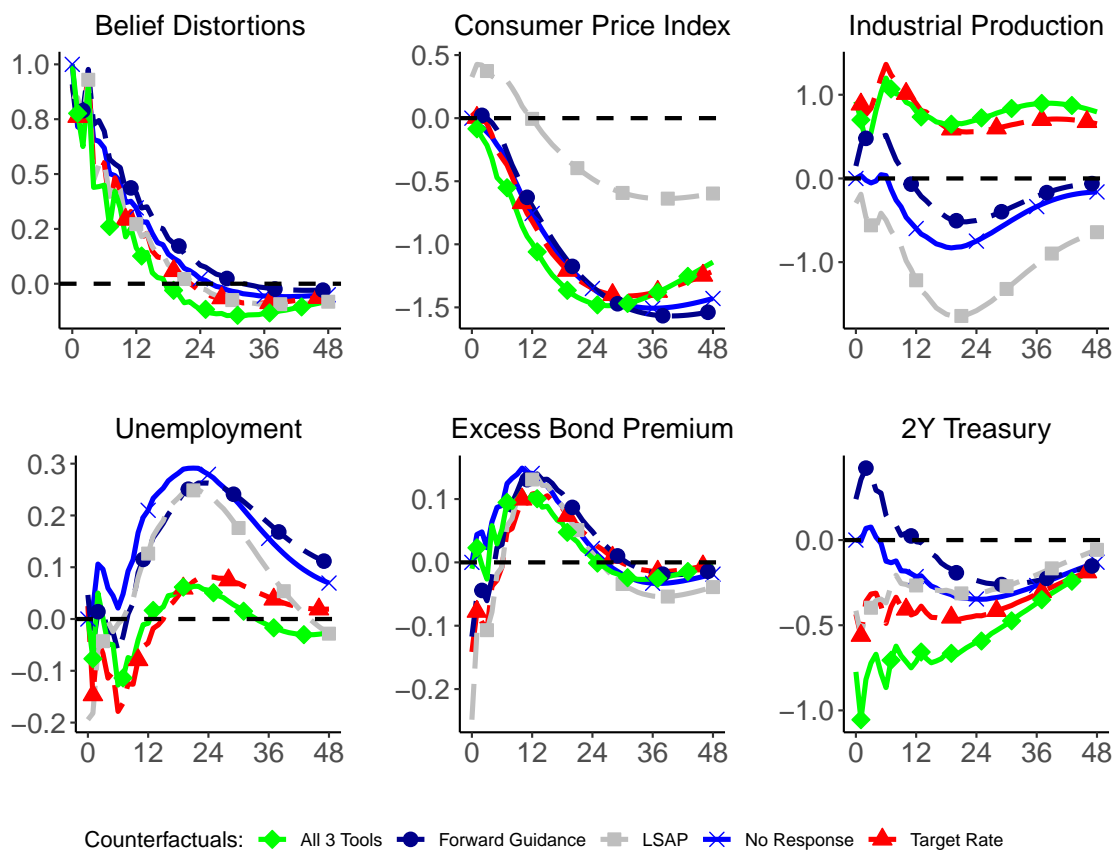 Belief Distortions
Consumer Price Index
Industrial Production
1.0
0.8
0.5
0.2
0.0
0 12 24 36 48
0.5
0.0
−0.5
−1.0
−1.5
0 12 24 36 48
1.0
0.0
−1.0
0 12 24 36 48
Unemployment
Excess Bond Premium
2Y Treasury
0.3
0.2
0.1
0.0
−0.1
−0.2
0 12 24 36 48
0.1
0.0
−0.1
−0.2
0 12 24 36 48
0.0
−0.5
−1.0
0 12 24 36 48
Counterfactuals: All 3 Tools Forward Guidance LSAP No Response Target Rate